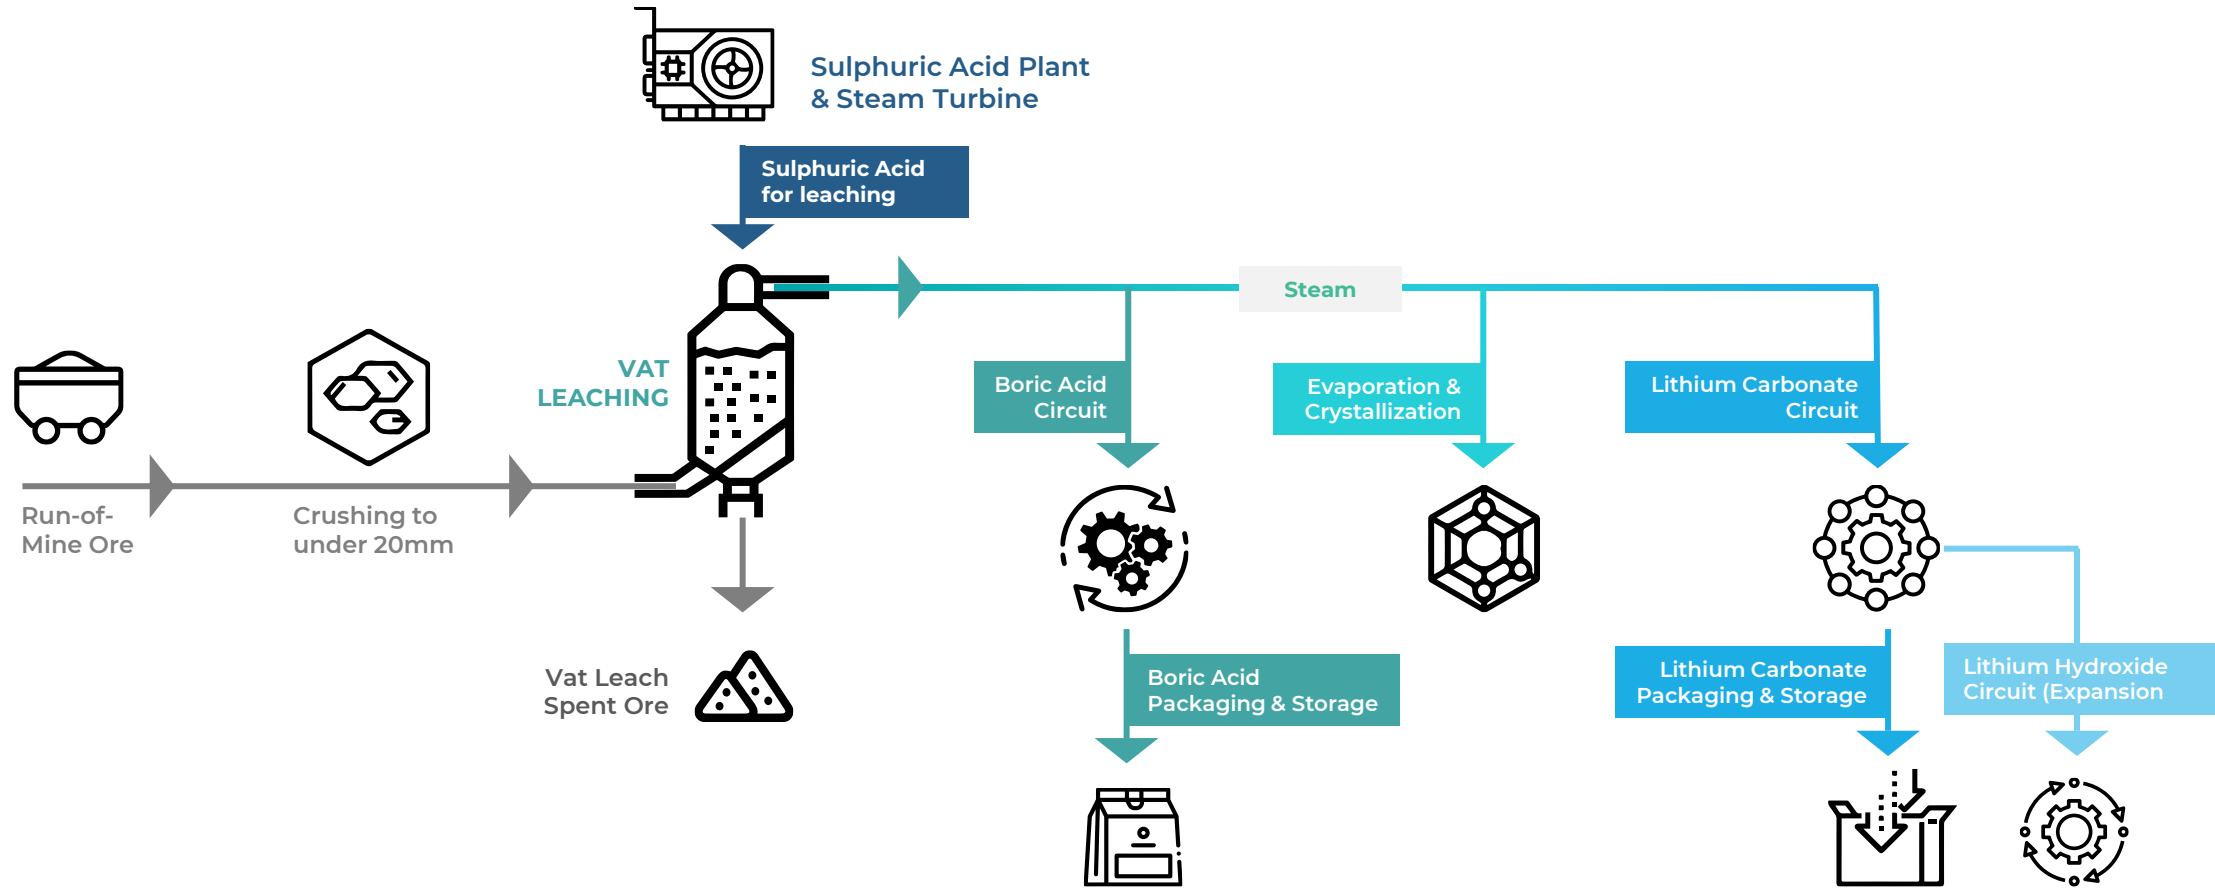 Sulphuric Acid Plant
& Steam Turbine
Sulphuric Acid
for leaching
Steam
VAT
LEACHING
Boric Acid
Circuit
Evaporation &
Crystallization
Lithium Carbonate
Circuit
Run-of-
Mine Ore
Crushing to
under 20mm
Vat Leach
Spent Ore
Boric Acid
Packaging & Storage
Lithium Carbonate
Packaging & Storage
Lithium Hydroxide
Circuit (Expansion